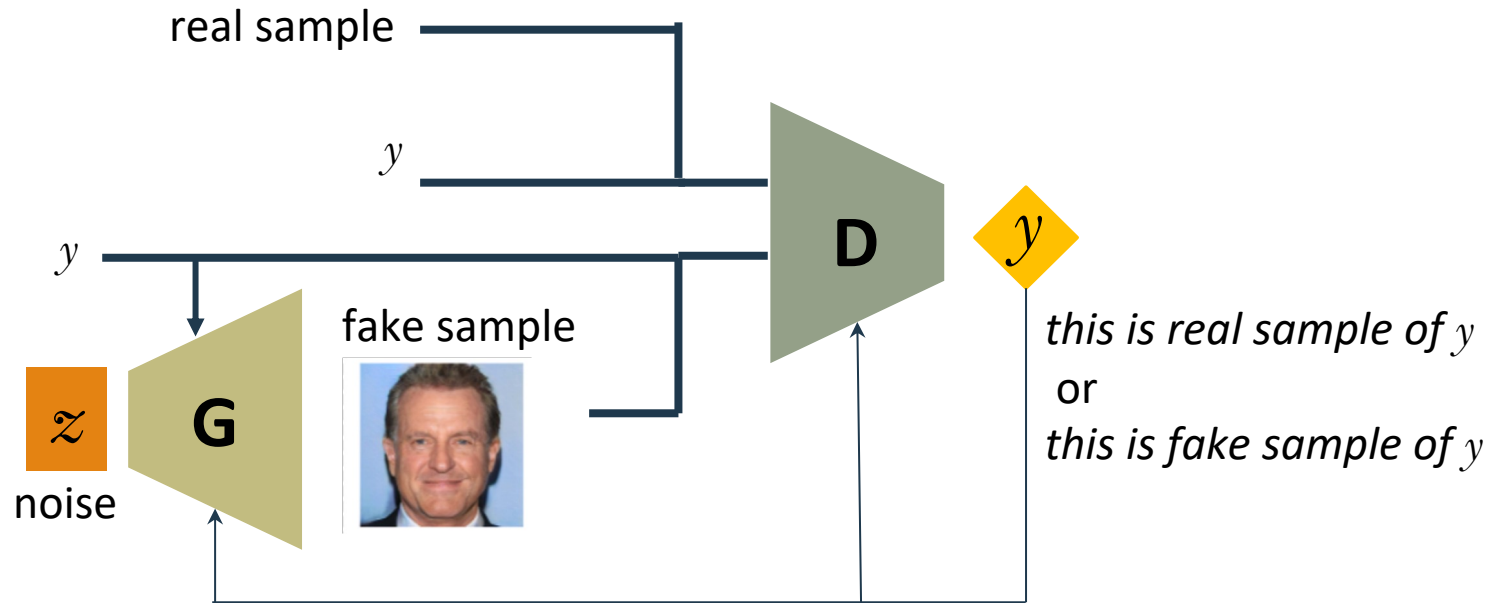 real sample
y
y
D
y
fake sample
this is real sample of y
or
this is fake sample of y
z
G
noise